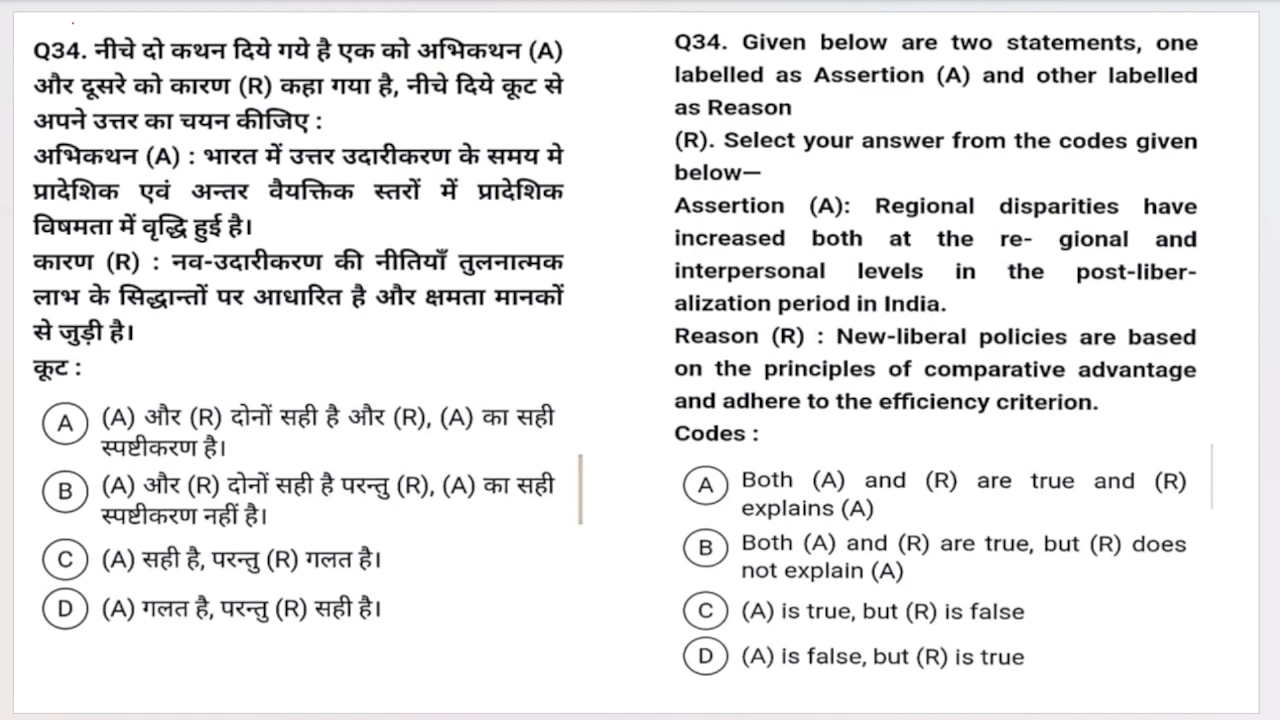 Q34. नीचे दो कथन दिये गये है एक को अभिकथन (A)
और दूसरे को कारण (R) कहा गया है, नीचे दिये कूट से
अपने उत्तर का चयन कीजिए :
अभिकथन (A) : भारत में उत्तर उदारीकरण के समय मे
प्रादेशिक एवं अन्तर वैयक्तिक स्तरों में प्रादेशिक
विषमता में वृद्धि हुई है।
कारण (R) : नव-उदारीकरण की नीतियाँ तुलनात्मक
लाभ के सिद्धान्तों पर आधारित है और क्षमता मानकों
से जुड़ी है।
कूट :
A (A) और (R) दोनों सही है और (R), (A) का सही
स्पष्टीकरण है।
B (A) और (R) दोनों सही है परन्तु (R), (A) का सही
स्पष्टीकरण नहीं है।
C (A) सही है, परन्तु (R) गलत है।
D (A) गलत है, परन्तु (R) सही है।
Q34. Given below are two statements, one
labelled as Assertion (A) and other labelled
as Reason
(R). Select your answer from the codes given
below—
Assertion (A): Regional disparities have
increased both at the re- gional and
interpersonal levels in the post-liber-
alization period in India.
Reason (R) : New-liberal policies are based
on the principles of comparative advantage
and adhere to the efficiency criterion.
Codes :
A Both (A) and (R) are true and (R)
explains (A)
B Both (A) and (R) are true, but (R) does
not explain (A)
C (A) is true, but (R) is false
D (A) is false, but (R) is true